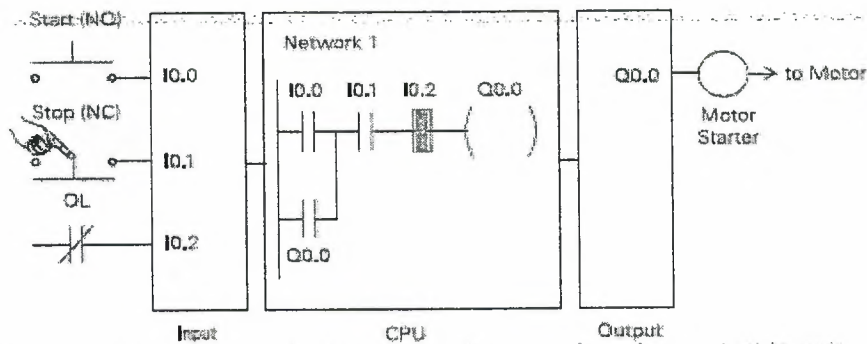 Start (NO)
I0.0
Stop (NC)
I0.1
OL
I0.2
Input
Network 1
I0.0 I0.1 I0.2 Q0.0
Q0.0
CPU
Q0.0
to Motor
Motor
Starter
Output